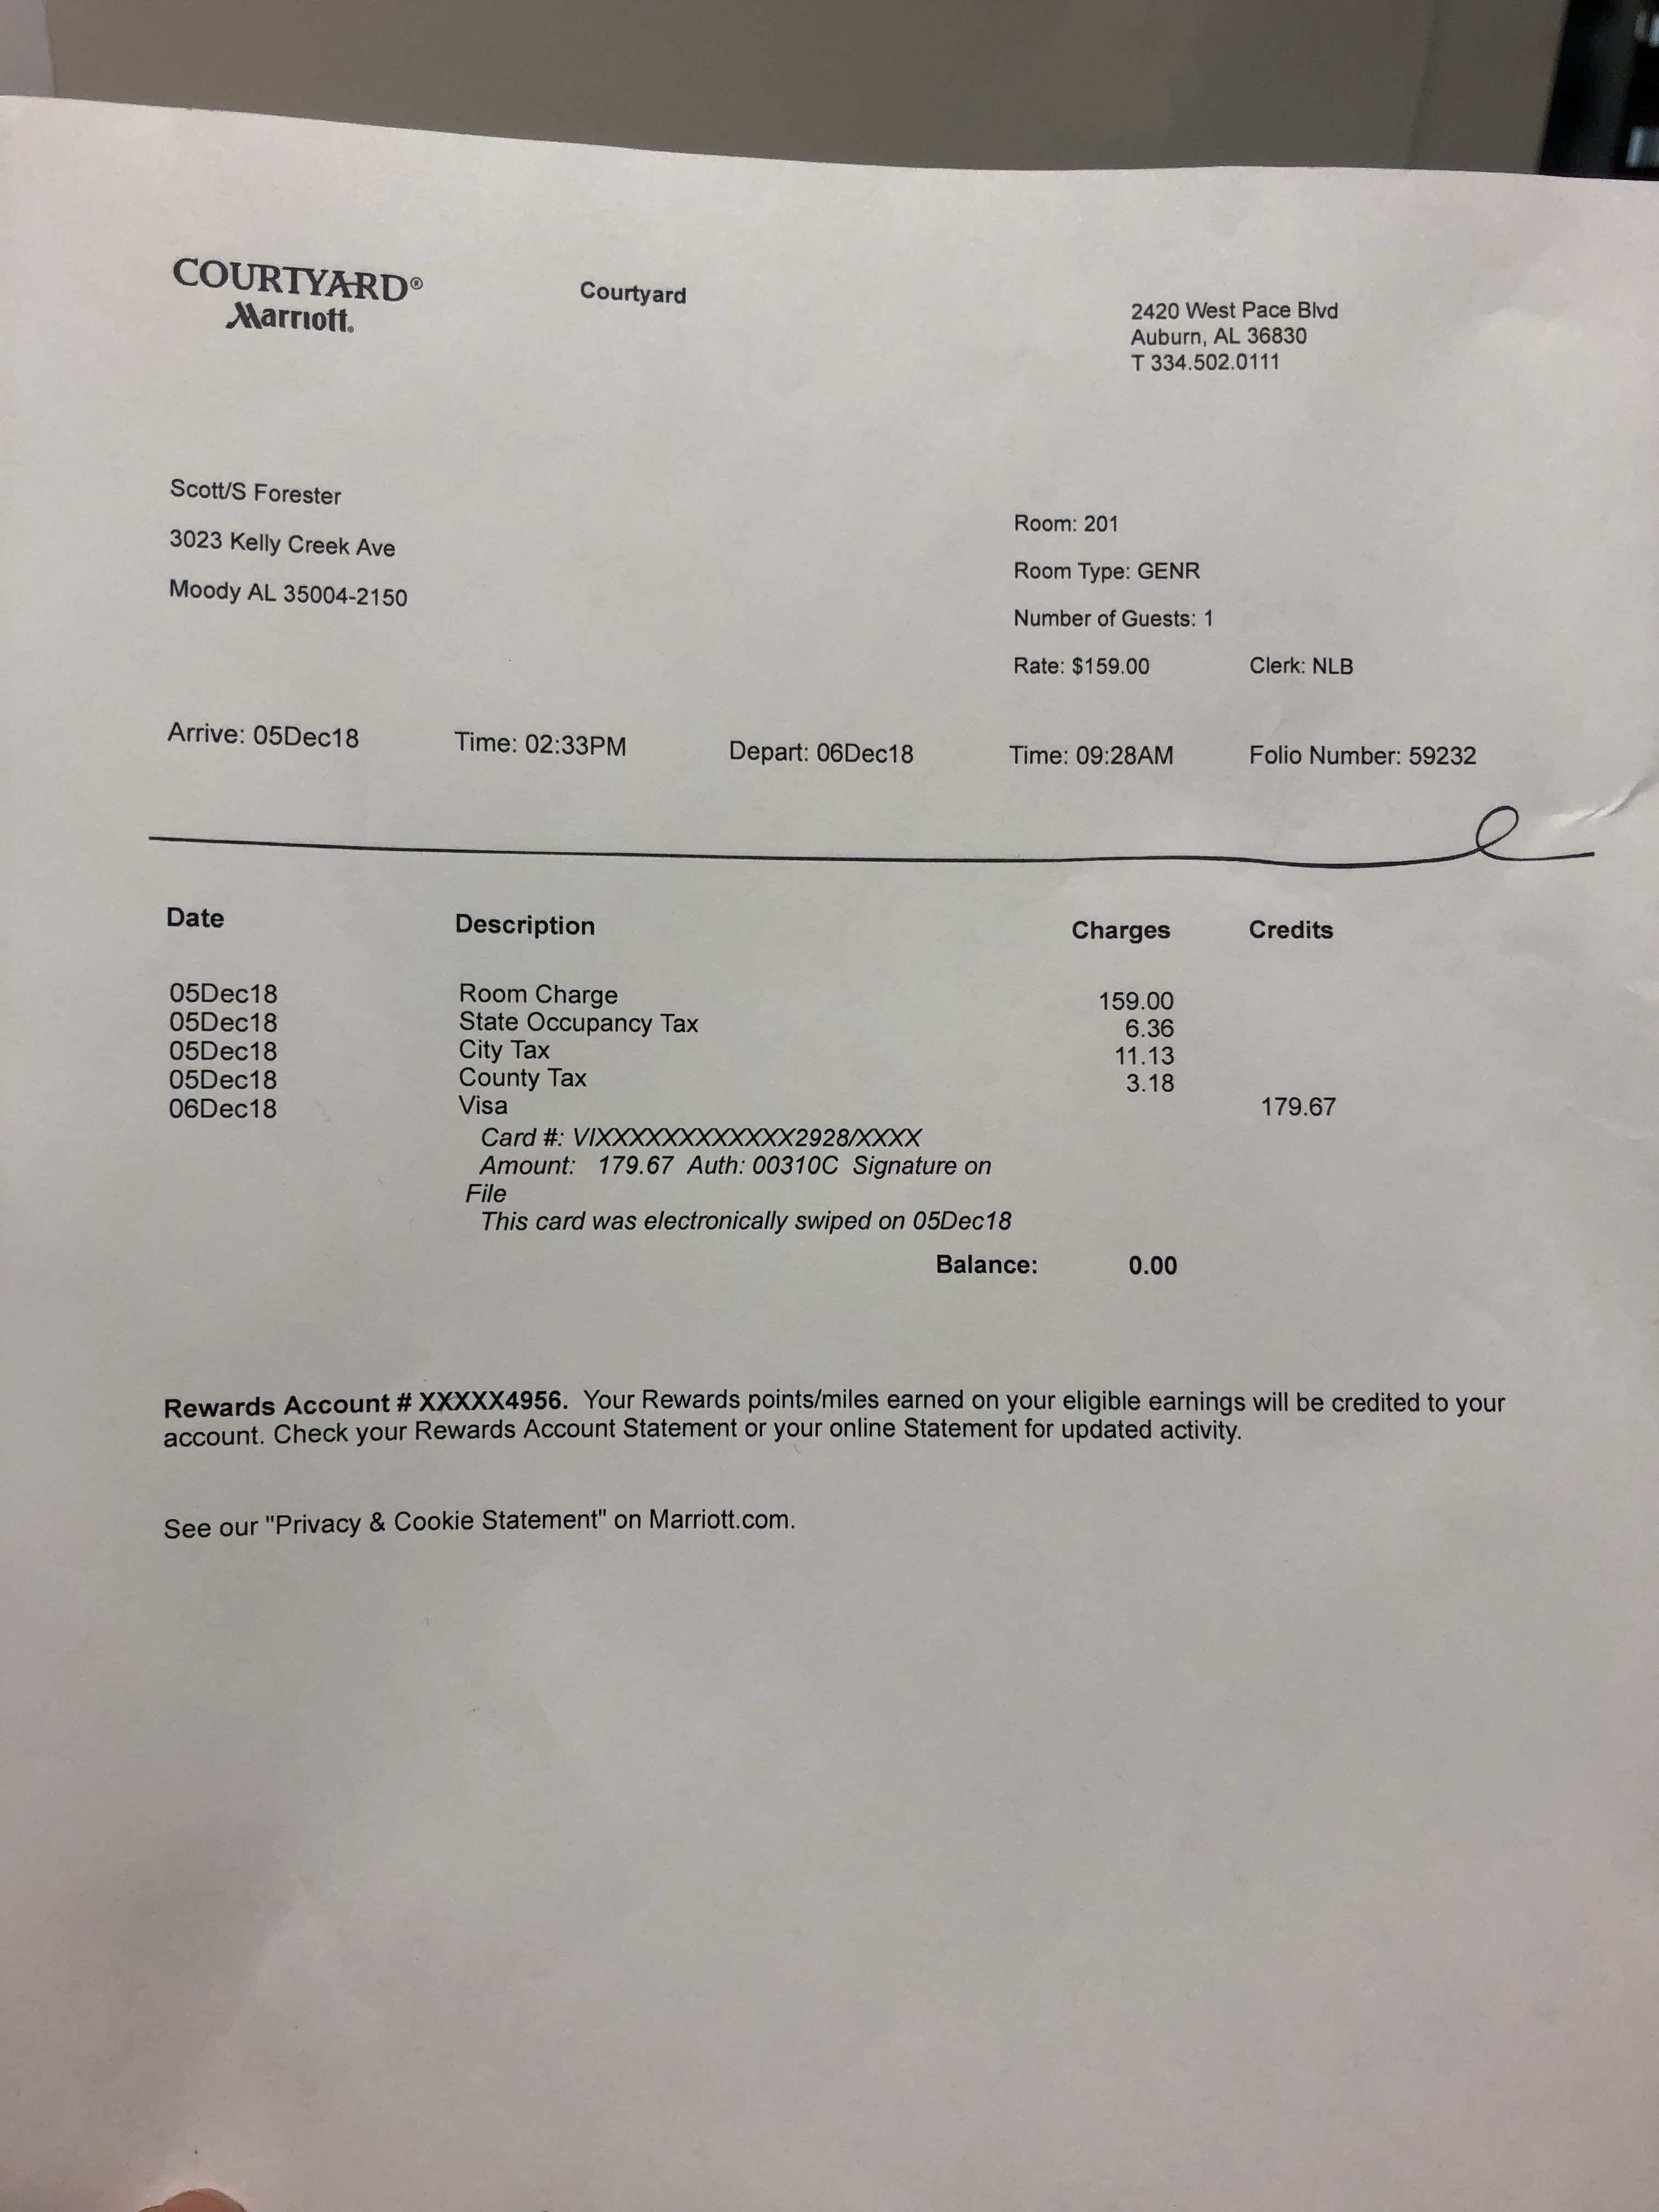 COURTYARD®
Marriott®
Courtyard
2420 West Pace Blvd
Auburn, AL 36830
T 334.502.0111
Scott/S Forester
3023 Kelly Creek Ave
Moody AL 35004-2150
Room: 201
Room Type: GENR
Number of Guests: 1
Rate: $159.00 Clerk: NLB
Arrive: 05Dec18 Time: 02:33PM Depart: 06Dec18 Time: 09:28AM Folio Number: 59232
Date Description Charges Credits
05Dec18 Room Charge 159.00
05Dec18 State Occupancy Tax 6.36
05Dec18 City Tax 11.13
05Dec18 County Tax 3.18
06Dec18 Visa 179.67
Card #: VIXXXXXXXXXXXX2928/XXXX
Amount: 179.67 Auth: 00310C Signature on
File
This card was electronically swiped on 05Dec18
Balance: 0.00
Rewards Account # XXXXX4956. Your Rewards points/miles earned on your eligible earnings will be credited to your
account. Check your Rewards Account Statement or your online Statement for updated activity.
See our "Privacy & Cookie Statement" on Marriott.com.